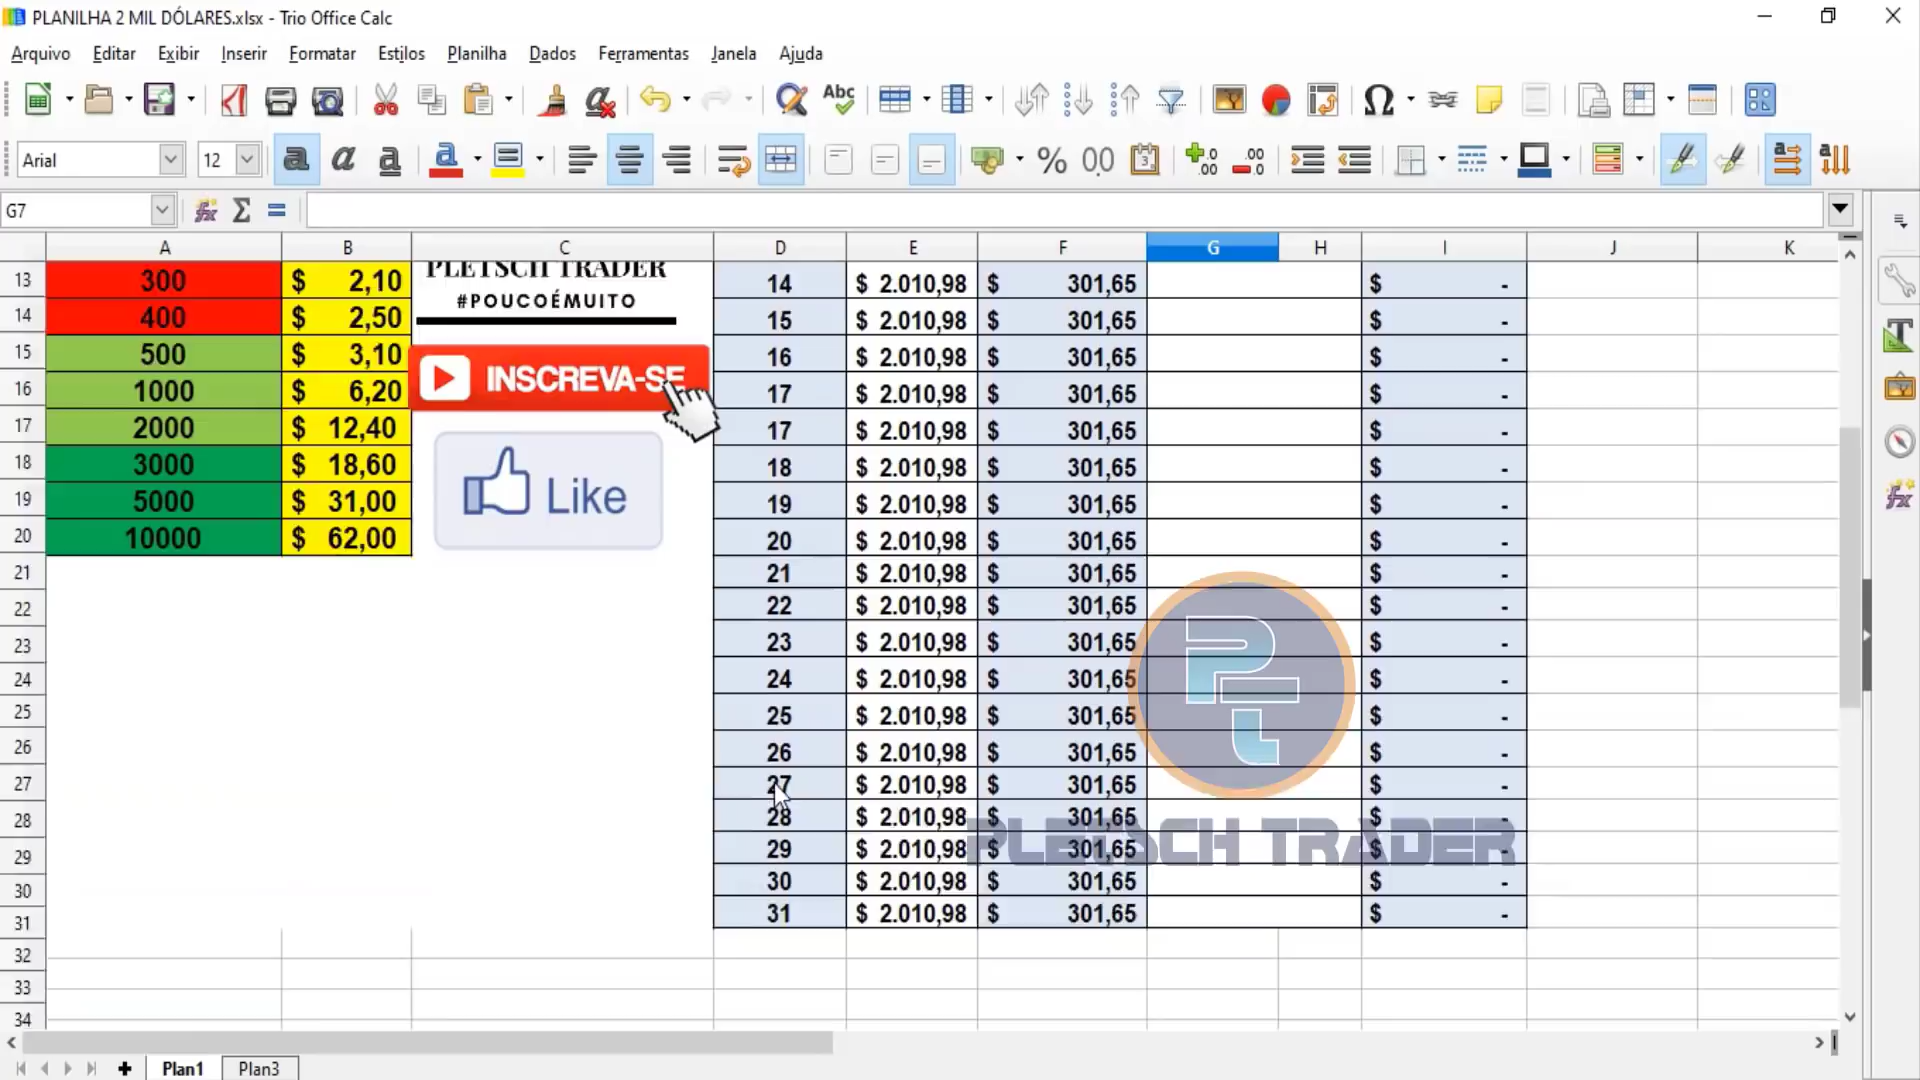 PLANILHA 2 MIL DÓLARES.xlsx - Trio Office Calc
Arquivo Editar Exibir Inserir Formatar Estilos Planilha Dados Ferramentas Janela Ajuda
Arial 12
G7
A B C D E F G H I J K
13 300 $ 2,10 PLETSCH TRADER 14 $ 2.010,98 $ 301,65 $ -
#POUCOÉMUITO
14 400 $ 2,50 15 $ 2.010,98 $ 301,65 $ -
15 500 $ 3,10 16 $ 2.010,98 $ 301,65 $ -
INSCREVA-SE
16 1000 $ 6,20 17 $ 2.010,98 $ 301,65 $ -
17 2000 $ 12,40 17 $ 2.010,98 $ 301,65 $ -
18 3000 $ 18,60 18 $ 2.010,98 $ 301,65 $ -
19 5000 $ 31,00 Like 19 $ 2.010,98 $ 301,65 $ -
20 10000 $ 62,00 20 $ 2.010,98 $ 301,65 $ -
21 21 $ 2.010,98 $ 301,65 $ -
22 22 $ 2.010,98 $ 301,65 $ -
23 23 $ 2.010,98 $ 301,65 $ -
24 24 $ 2.010,98 $ 301,65 $ -
25 25 $ 2.010,98 $ 301,65 $ -
26 26 $ 2.010,98 $ 301,65 $ -
27 27 $ 2.010,98 $ 301,65 $ -
28 28 $ 2.010,98 $ 301,65 $ -
PLETSCH TRADER
29 29 $ 2.010,98 $ 301,65 $ -
30 30 $ 2.010,98 $ 301,65 $ -
31 31 $ 2.010,98 $ 301,65 $ -
32
33
34
Plan1 Plan3